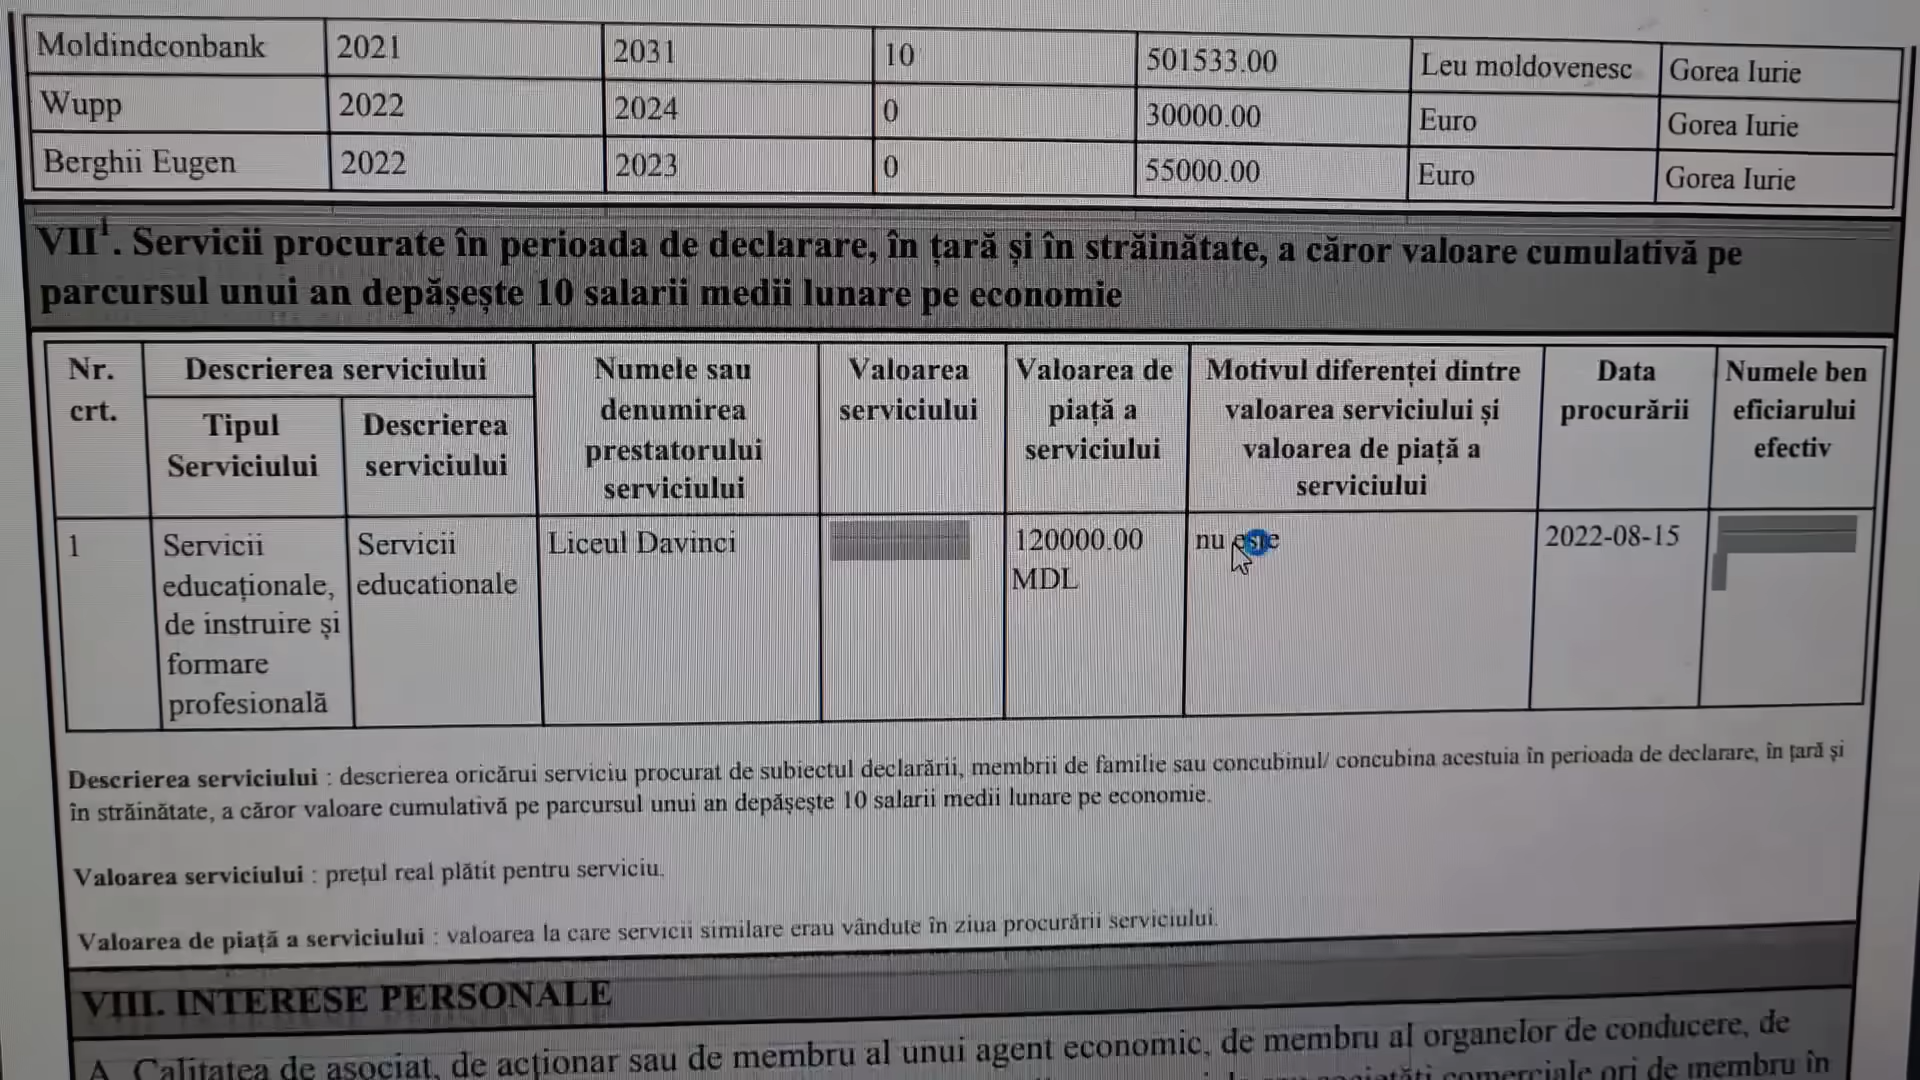 Moldindconbank 2021 2031 10 501533.00 Leu moldovenesc Gorea Iurie
Wupp 2022 2024 0 30000.00 Euro Gorea Iurie
Berghii Eugen 2022 2023 0 55000.00 Euro Gorea Iurie
VII¹. Servicii procurate în perioada de declarare, în țară și în străinătate, a căror valoare cumulativă pe
parcursul unui an depășește 10 salarii medii lunare pe economie
Nr.
crt.
Descrierea serviciului
Tipul
Serviciului
Descrierea
serviciului
Numele sau
denumirea
prestatorului
serviciului
Valoarea
serviciului
Valoarea de
piață a
serviciului
Motivul diferenței dintre
valoarea serviciului și
valoarea de piață a
serviciului
Data
procurării
Numele ben
eficiarului
efectiv
1
Servicii
educaționale,
de instruire și
formare
profesională
Servicii
educationale
Liceul Davinci
120000.00
MDL
nu este
2022-08-15
Descrierea serviciului : descrierea oricărui serviciu procurat de subiectul declarării, membrii de familie sau concubinul/ concubina acestuia în perioada de declarare, în țară și
în străinătate, a căror valoare cumulativă pe parcursul unui an depășește 10 salarii medii lunare pe economie.
Valoarea serviciului : prețul real plătit pentru serviciu.
Valoarea de piață a serviciului : valoarea la care servicii similare erau vândute în ziua procurării serviciului.
VIII. INTERESE PERSONALE
A. Calitatea de asociat, de acționar sau de membru al unui agent economic, de membru al organelor de conducere, de
comerciale ori de membru în